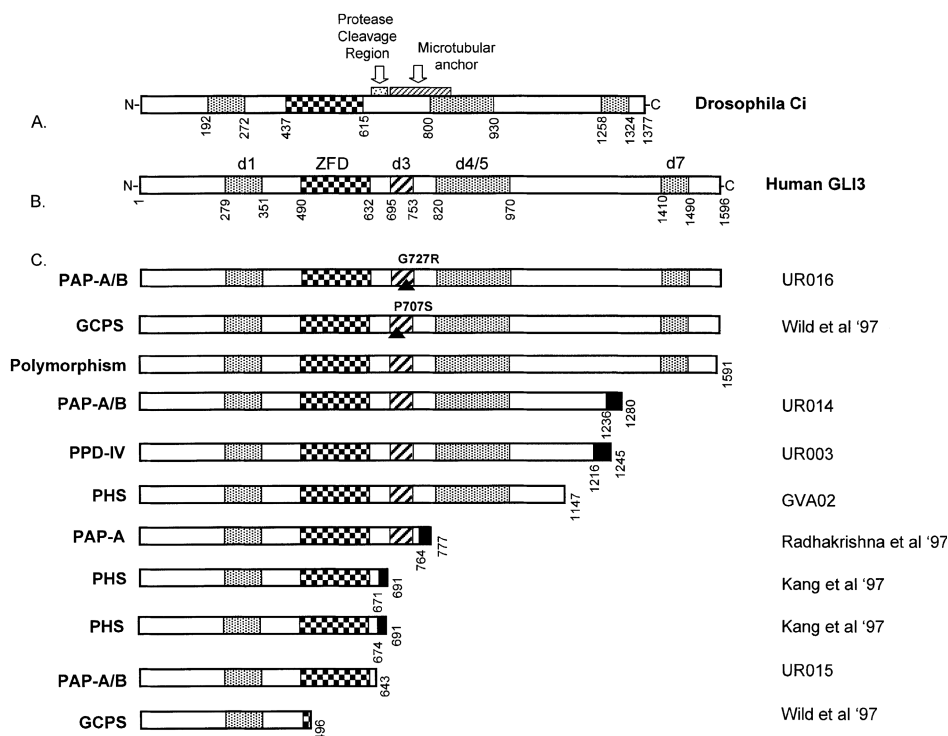 Protease
Cleavage
Region
Microtubular
anchor
A.
N-
-C
Drosophila Ci
192
272
437
615
800
930
1258
1324
1377
d1
ZFD
d3
d4/5
d7
B.
N-
-C
Human GLI3
1
279
351
490
632
695
753
820
970
1410
1490
1596
C.
G727R
PAP-A/B
UR016
P707S
GCPS
Wild et al ‘97
Polymorphism
1591
PAP-A/B
1236
1280
UR014
PPD-IV
1216
1245
UR003
PHS
1147
GVA02
PAP-A
764
777
Radhakrishna et al ‘97
PHS
671
691
Kang et al ‘97
PHS
674
691
Kang et al ‘97
PAP-A/B
643
UR015
GCPS
496
Wild et al ‘97